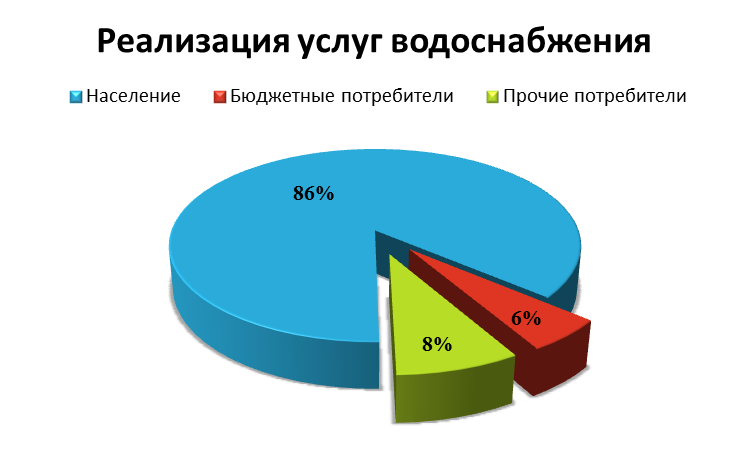 Реализация услуг водоснабжения
Население Бюджетные потребители Прочие потребители
86%
6%
8%